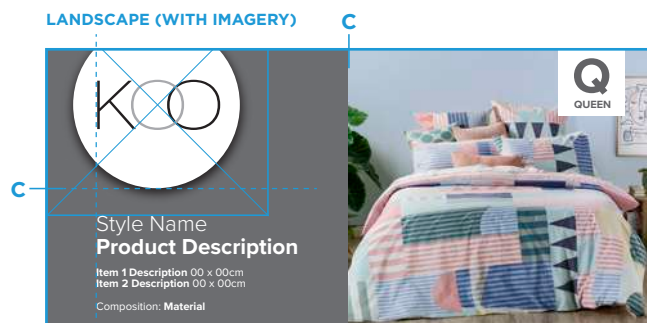 LANDSCAPE (WITH IMAGERY)
C
KOO
Q
QUEEN
C
Style Name
Product Description
Item 1 Description 00 x 00cm
Item 2 Description 00 x 00cm
Composition: Material